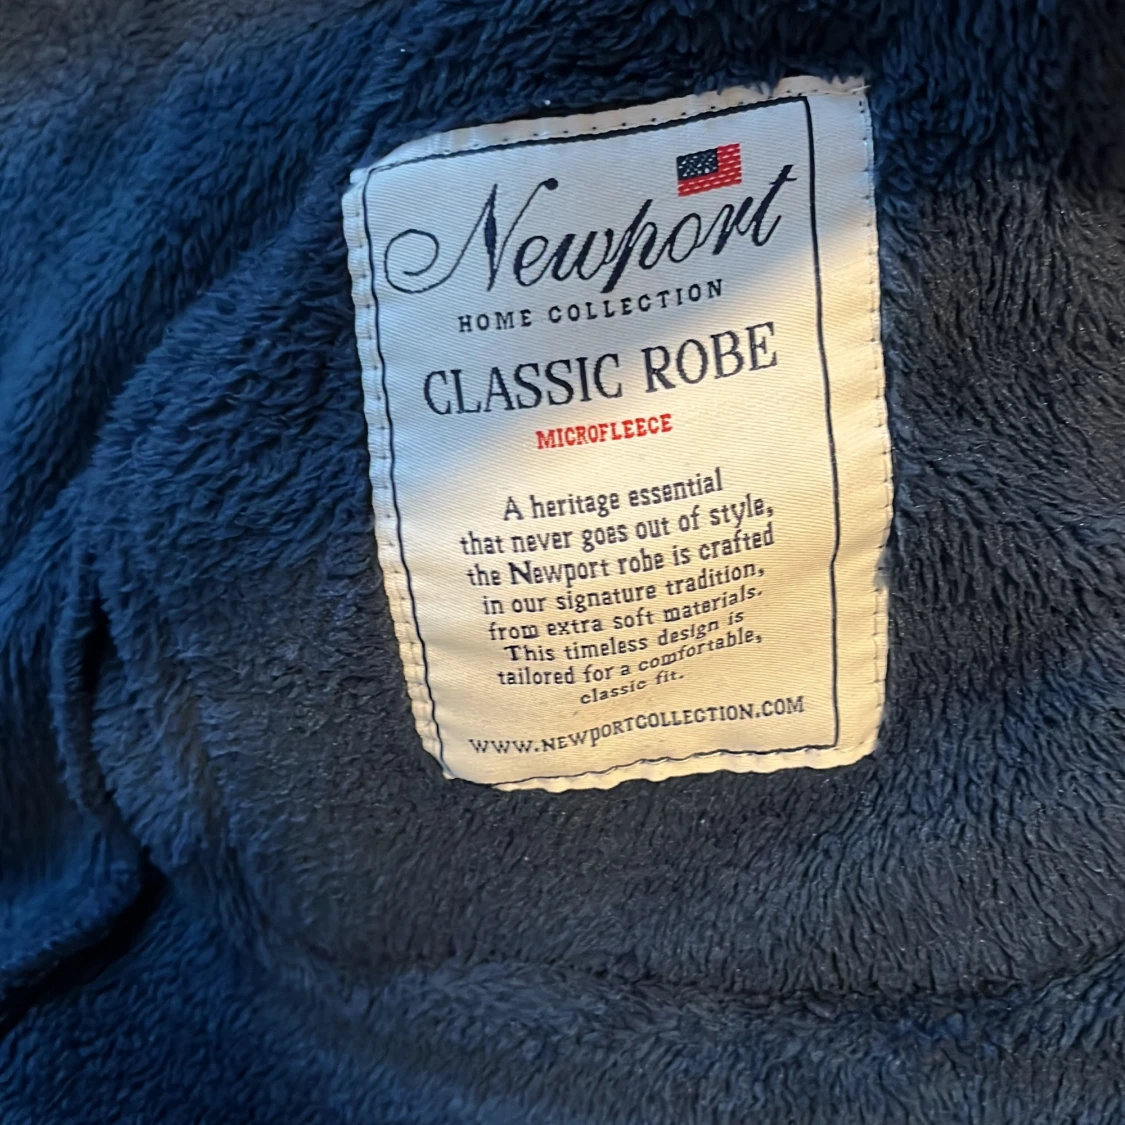 Newport
HOME COLLECTION
CLASSIC ROBE
MICROFLEECE
A heritage essential
that never goes out of style,
the Newport robe is crafted
in our signature tradition,
from extra soft materials.
This timeless design is
tailored for a comfortable,
classic fit.
WWW.NEWPORTCOLLECTION.COM